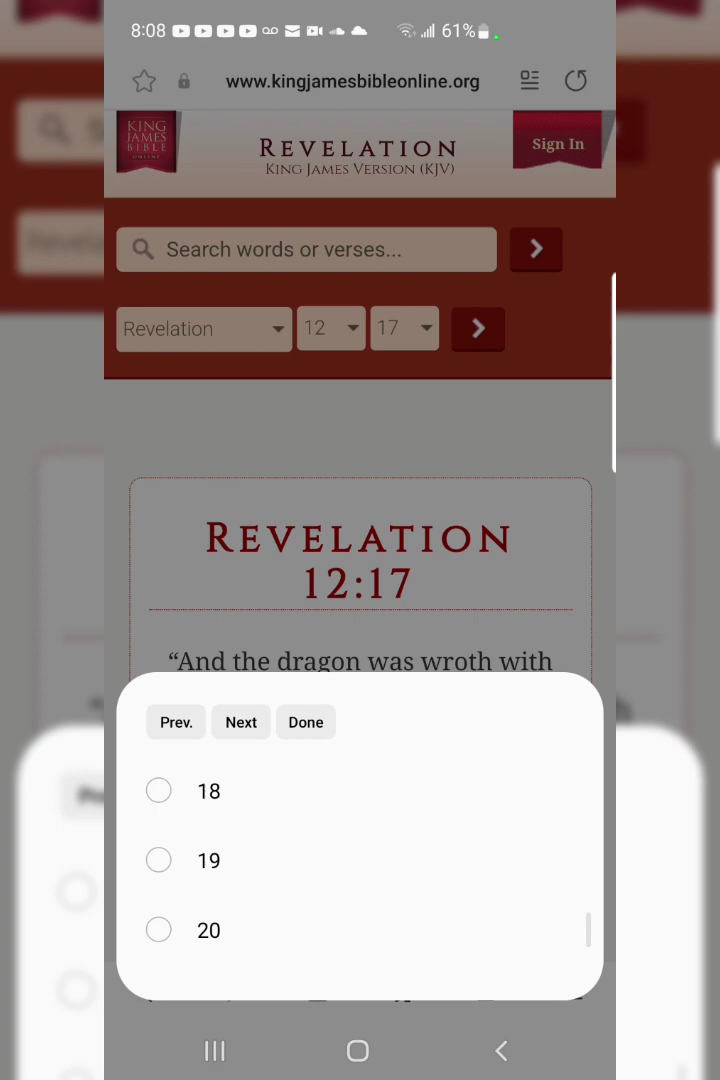 8:08
61%
www.kingjamesbibleonline.org
KING
JAMES
BIBLE
ONLINE
REVELATION
KING JAMES VERSION (KJV)
Sign In
Search words or verses...
Revelation 12 17
REVELATION
12:17
“And the dragon was wroth with
Prev. Next Done
18
19
20